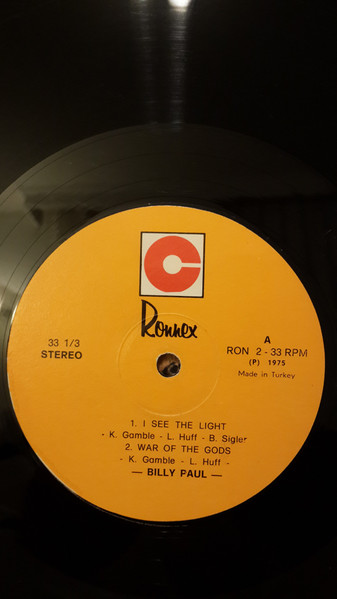 Ronnex
33 1/3
STEREO
A
RON 2 - 33 RPM
(P) 1975
Made in Turkey
1. I SEE THE LIGHT
- K. Gamble - L. Huff - B. Sigler
2. WAR OF THE GODS
- K. Gamble - L. Huff -
— BILLY PAUL —